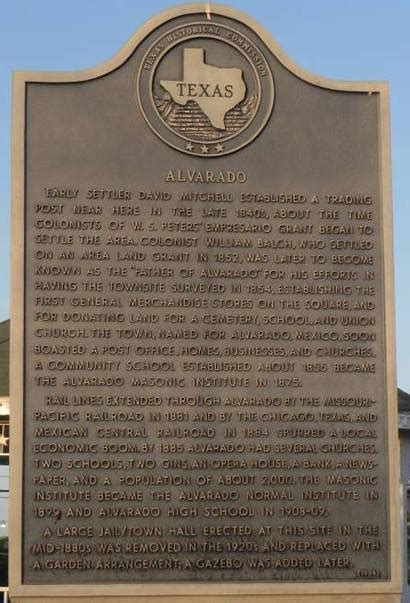 TEXAS HISTORICAL COMMISSION
TEXAS
ALVARADO
EARLY SETTLER DAVID MITCHELL ESTABLISHED A TRADING
POST NEAR HERE IN THE LATE 1840s, ABOUT THE TIME
COLONISTS OF W. S. PETERS' EMPRESARIO GRANT BEGAN TO
SETTLE THE AREA. COLONIST WILLIAM BALCH, WHO SETTLED
ON AN AREA LAND GRANT IN 1852, WAS LATER TO BECOME
KNOWN AS THE "FATHER OF ALVARADO" FOR HIS EFFORTS IN
HAVING THE TOWNSITE SURVEYED IN 1854, ESTABLISHING THE
FIRST GENERAL MERCHANDISE STORES ON THE SQUARE, AND
FOR DONATING LAND FOR A CEMETERY, SCHOOL, AND UNION
CHURCH. THE TOWN, NAMED FOR ALVARADO, MEXICO, SOON
BOASTED A POST OFFICE, HOMES, BUSINESSES, AND CHURCHES.
A COMMUNITY SCHOOL ESTABLISHED ABOUT 1855 BECAME
THE ALVARADO MASONIC INSTITUTE IN 1875.
RAIL LINES EXTENDED THROUGH ALVARADO BY THE MISSOURI-
PACIFIC RAILROAD IN 1881 AND BY THE CHICAGO, TEXAS, AND
MEXICAN CENTRAL RAILROAD IN 1884 SPURRED A LOCAL
ECONOMIC BOOM. BY 1885 ALVARADO HAD SEVERAL CHURCHES,
TWO SCHOOLS, TWO GINS, AN OPERA HOUSE, A BANK, A NEWS-
PAPER, AND A POPULATION OF ABOUT 2,000. THE MASONIC
INSTITUTE BECAME THE ALVARADO NORMAL INSTITUTE IN
1899 AND ALVARADO HIGH SCHOOL IN 1908-09.
A LARGE JAIL/TOWN HALL ERECTED AT THIS SITE IN THE
MID-1880s WAS REMOVED IN THE 1920s AND REPLACED WITH
A GARDEN ARRANGEMENT; A GAZEBO WAS ADDED LATER.